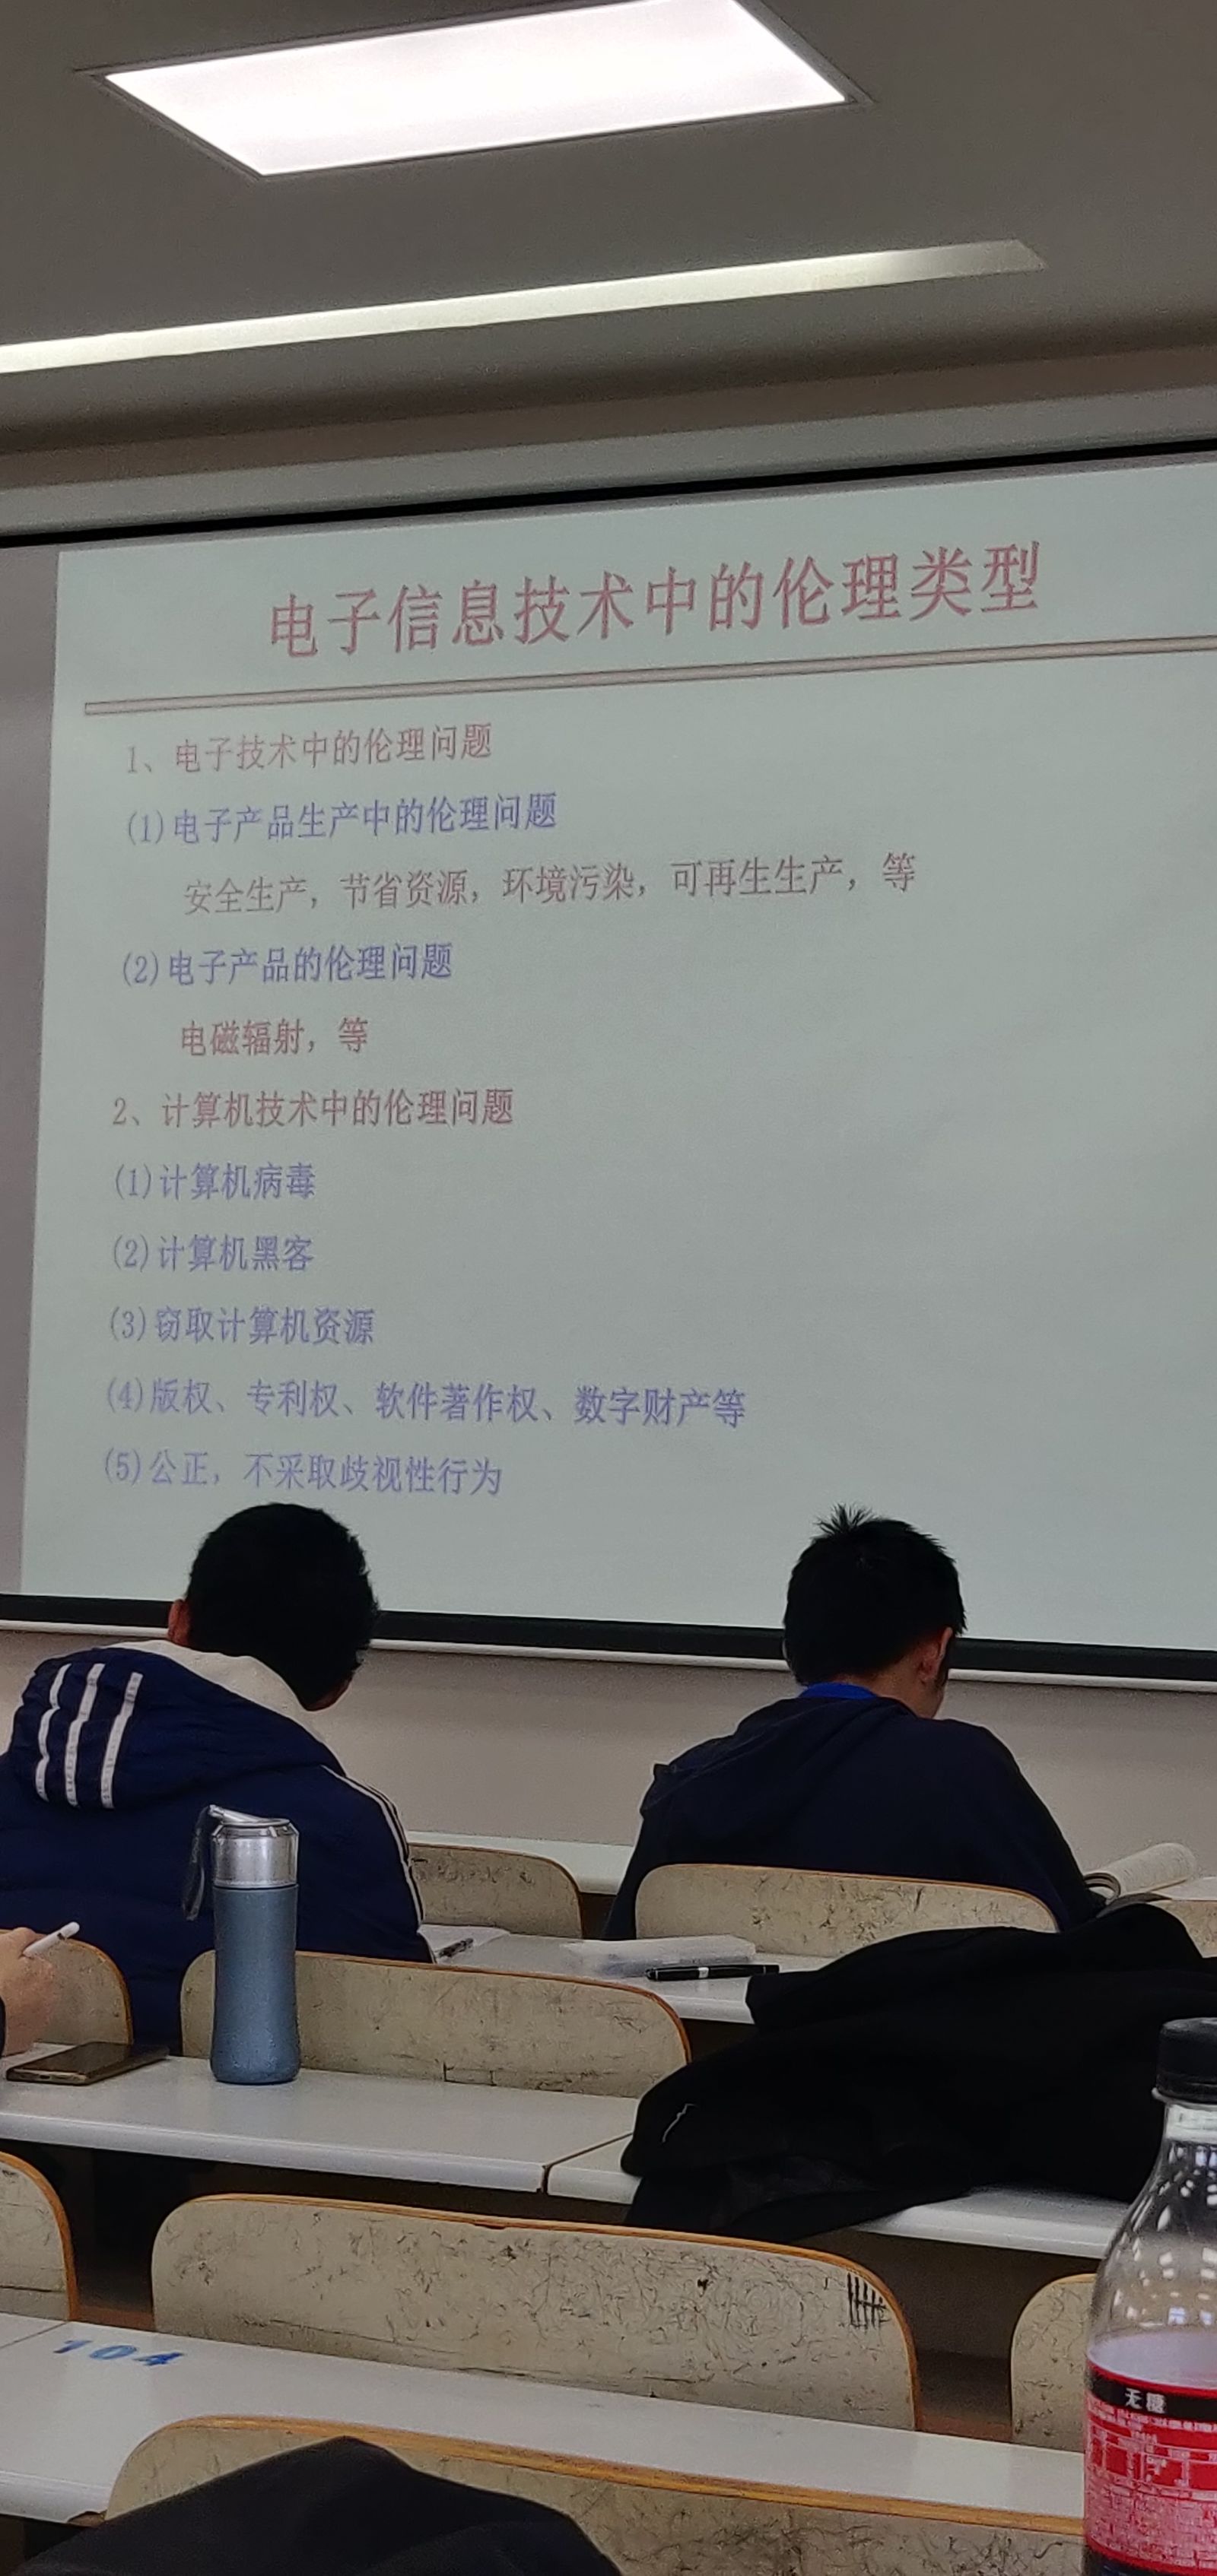 电子信息技术中的伦理类型
1、电子技术中的伦理问题
(1)电子产品生产中的伦理问题
安全生产，节省资源，环境污染，可再生生产，等
(2)电子产品的伦理问题
电磁辐射，等
2、计算机技术中的伦理问题
(1)计算机病毒
(2)计算机黑客
(3)窃取计算机资源
(4)版权、专利权、软件著作权、数字财产等
(5)公正，不采取歧视性行为
104
无糖